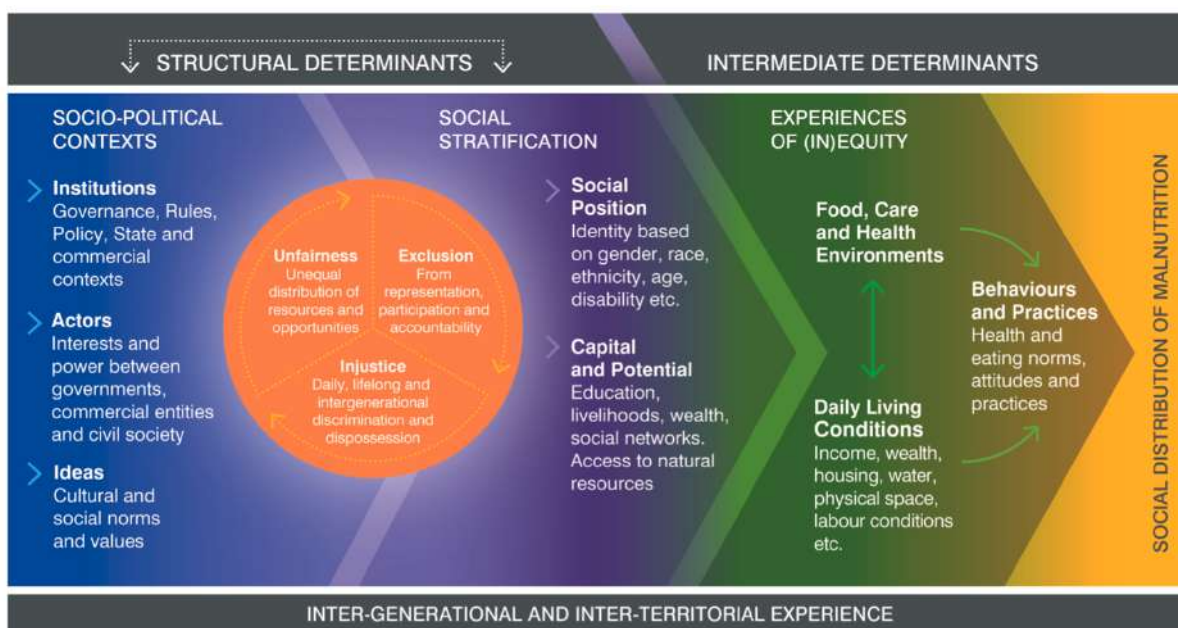 STRUCTURAL DETERMINANTS
INTERMEDIATE DETERMINANTS
SOCIO-POLITICAL
CONTEXTS
Institutions
Governance, Rules,
Policy, State and
commercial
contexts
Actors
Interests and
power between
governments,
commercial entities
and civil society
Ideas
Cultural and
social norms
and values
Unfairness
Unequal
distribution of
resources and
opportunities
Exclusion
From
representation,
participation and
accountability
Injustice
Daily, lifelong and
intergenerational
discrimination and
dispossession
SOCIAL
STRATIFICATION
Social
Position
Identity based
on gender, race,
ethnicity, age,
disability etc.
Capital
and Potential
Education,
livelihoods, wealth,
social networks.
Access to natural
resources
EXPERIENCES
OF (IN)EQUITY
Food, Care
and Health
Environments
Daily Living
Conditions
Income, wealth,
housing, water,
physical space,
labour conditions
etc.
Behaviours
and Practices
Health and
eating norms,
attitudes and
practices
SOCIAL DISTRIBUTION OF MALNUTRITION
INTER-GENERATIONAL AND INTER-TERRITORIAL EXPERIENCE